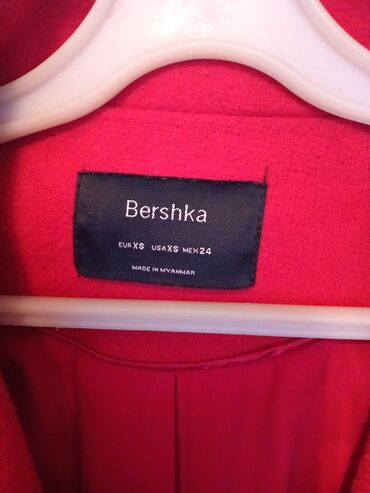 Bershka
EUR XS USA XS MEX 24
MADE IN MYANMAR